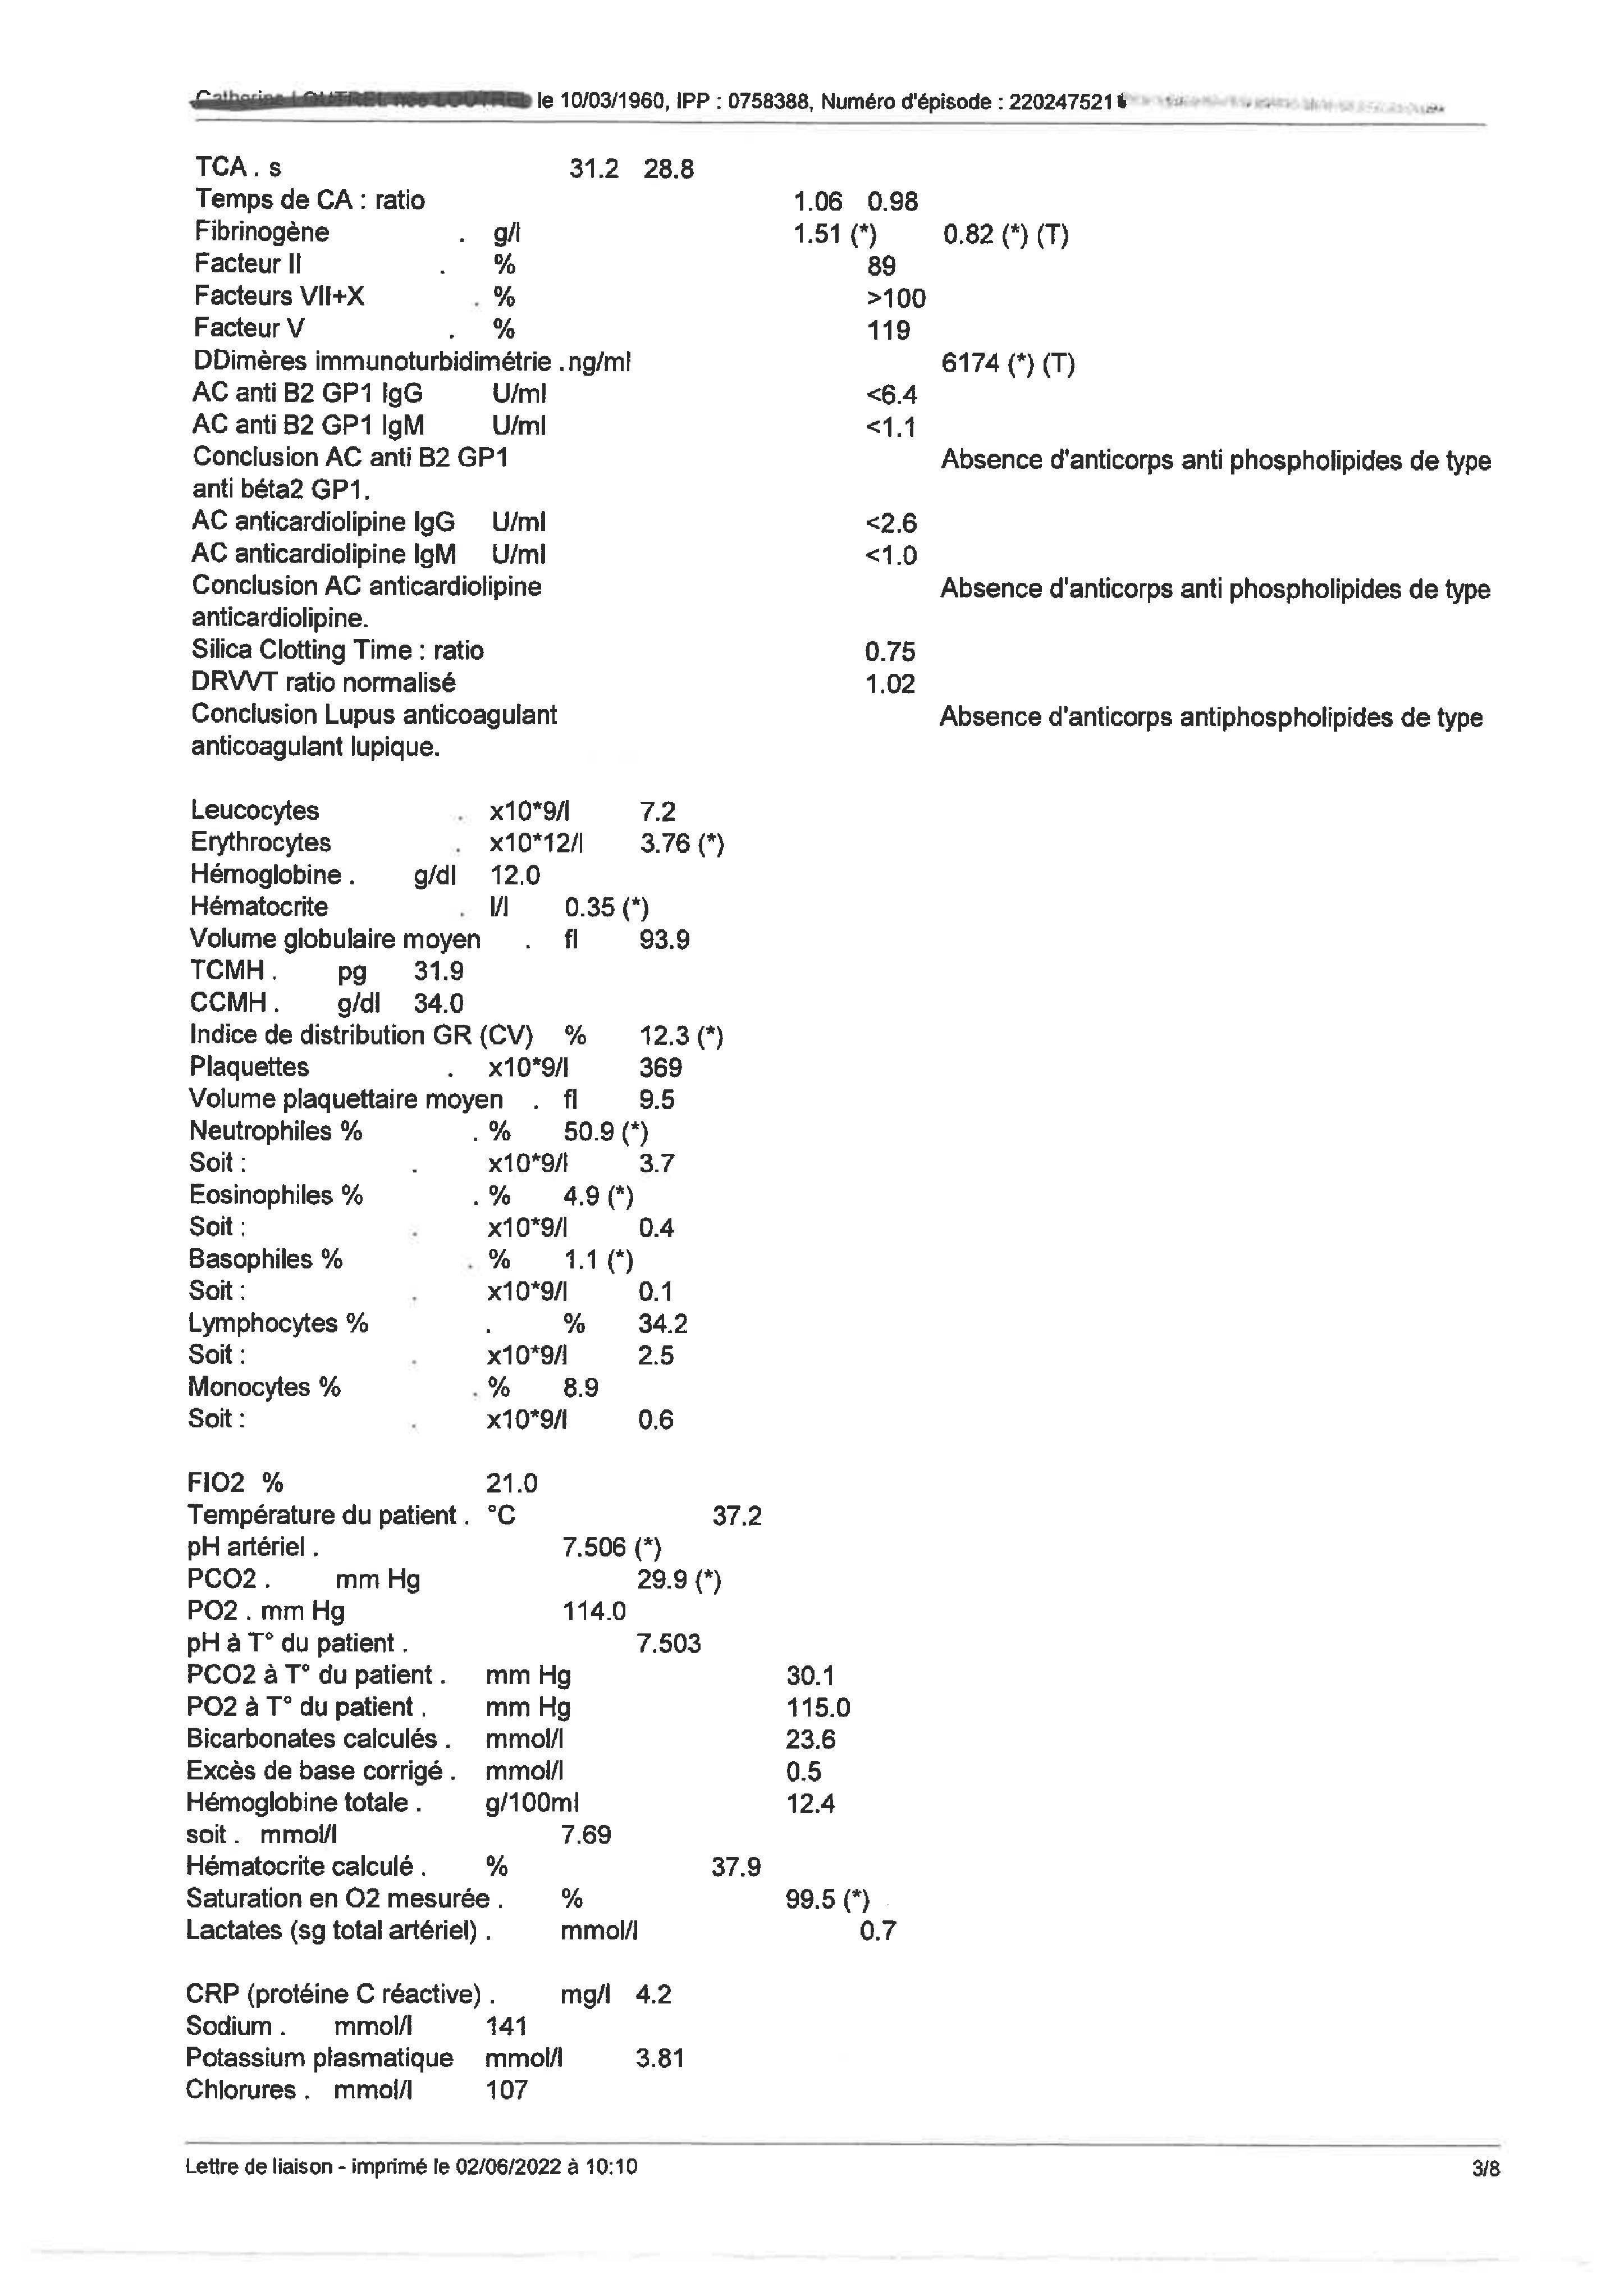 le 10/03/1960, IPP : 0758388, Numéro d'épisode : 220247521
TCA . s 31.2 28.8
Temps de CA : ratio 1.06 0.98
Fibrinogène . g/l 1.51 (*) 0.82 (*) (T)
Facteur II . % 89
Facteurs VII+X . % >100
Facteur V . % 119
DDimères immunoturbidimétrie . ng/ml 6174 (*) (T)
AC anti B2 GP1 IgG U/ml <6.4
AC anti B2 GP1 IgM U/ml <1.1
Conclusion AC anti B2 GP1 Absence d'anticorps anti phospholipides de type
anti béta2 GP1.
AC anticardiolipine IgG U/ml <2.6
AC anticardiolipine IgM U/ml <1.0
Conclusion AC anticardiolipine Absence d'anticorps anti phospholipides de type
anticardiolipine.
Silica Clotting Time : ratio 0.75
DRVVT ratio normalisé 1.02
Conclusion Lupus anticoagulant Absence d'anticorps antiphospholipides de type
anticoagulant lupique.
Leucocytes . x10*9/l 7.2
Erythrocytes . x10*12/l 3.76 (*)
Hémoglobine . g/dl 12.0
Hématocrite . l/l 0.35 (*)
Volume globulaire moyen . fl 93.9
TCMH . pg 31.9
CCMH . g/dl 34.0
Indice de distribution GR (CV) % 12.3 (*)
Plaquettes . x10*9/l 369
Volume plaquettaire moyen . fl 9.5
Neutrophiles % . % 50.9 (*)
Soit : . x10*9/l 3.7
Eosinophiles % . % 4.9 (*)
Soit : . x10*9/l 0.4
Basophiles % . % 1.1 (*)
Soit : . x10*9/l 0.1
Lymphocytes % . % 34.2
Soit : . x10*9/l 2.5
Monocytes % . % 8.9
Soit : . x10*9/l 0.6
FIO2 % 21.0
Température du patient . °C 37.2
pH artériel . 7.506 (*)
PCO2 . mm Hg 29.9 (*)
PO2 . mm Hg 114.0
pH à T° du patient . 7.503
PCO2 à T° du patient . mm Hg 30.1
PO2 à T° du patient . mm Hg 115.0
Bicarbonates calculés . mmol/l 23.6
Excès de base corrigé . mmol/l 0.5
Hémoglobine totale . g/100ml 12.4
soit . mmol/l 7.69
Hématocrite calculé . % 37.9
Saturation en O2 mesurée . % 99.5 (*)
Lactates (sg total artériel) . mmol/l 0.7
CRP (protéine C réactive) . mg/l 4.2
Sodium . mmol/l 141
Potassium plasmatique mmol/l 3.81
Chlorures . mmol/l 107
Lettre de liaison - imprimé le 02/06/2022 à 10:10 3/8